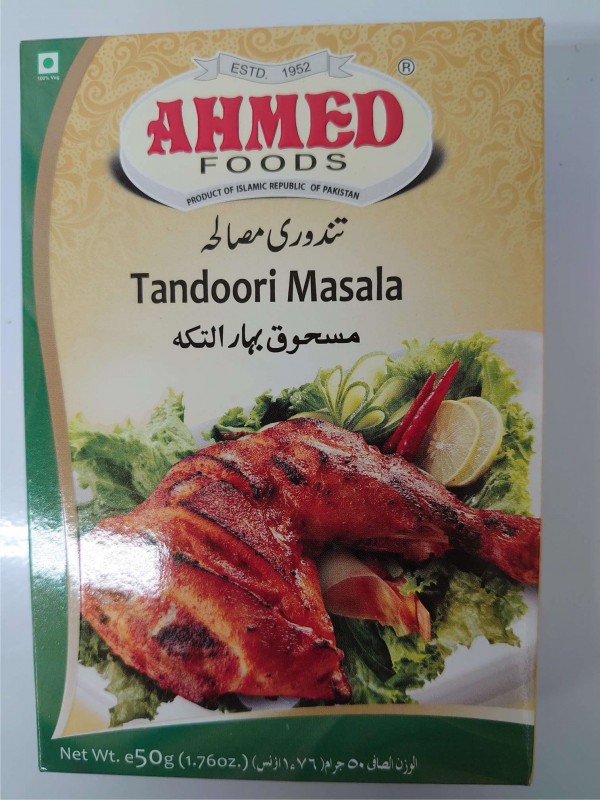 100% Veg
ESTD. 1952
®
AHMED
FOODS
PRODUCT OF ISLAMIC REPUBLIC OF PAKISTAN
تندوری مصالحہ
Tandoori Masala
مسحوق بهار التكه
Net Wt. e50g (1.76oz.) الوزن الصافى ٥٠ جرام (١،٧٦ اونس)